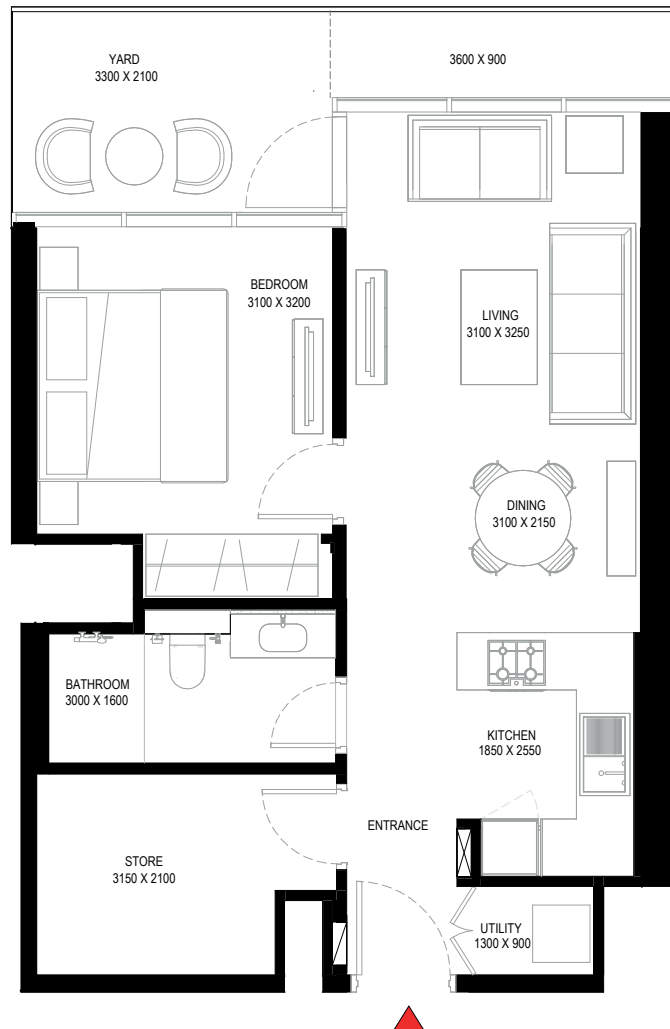 YARD
3300 X 2100
3600 X 900
BEDROOM
3100 X 3200
LIVING
3100 X 3250
DINING
3100 X 2150
BATHROOM
3000 X 1600
KITCHEN
1850 X 2550
ENTRANCE
STORE
3150 X 2100
UTILITY
1300 X 900